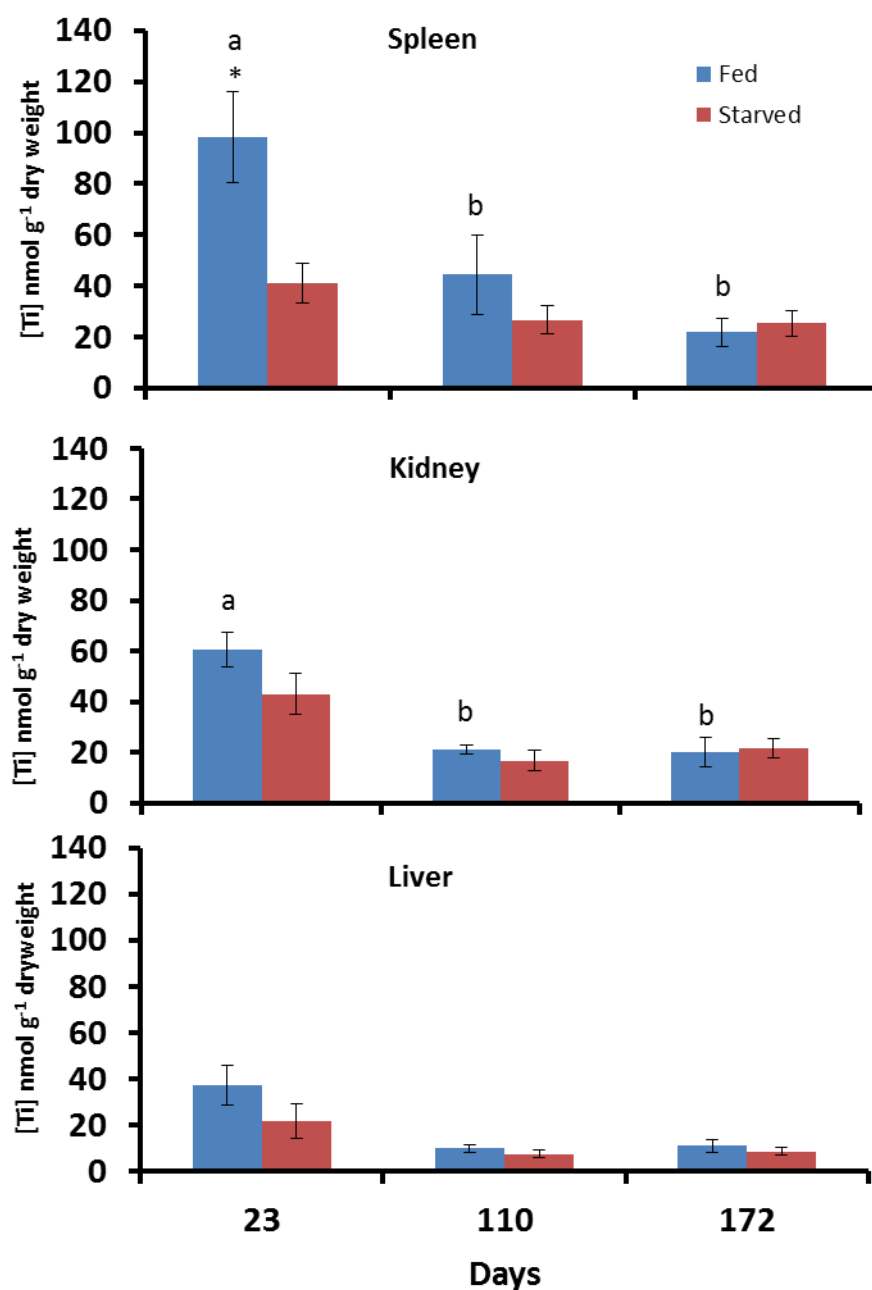 Spleen
Fed
Starved
[Ti] nmol g⁻¹ dry weight
140
120
100
80
60
40
20
0
a
*
b
b
Kidney
[Ti] nmol g⁻¹ dry weight
140
120
100
80
60
40
20
0
a
b
b
Liver
[Ti] nmol g⁻¹ dryweight
140
120
100
80
60
40
20
0
23 110 172
Days